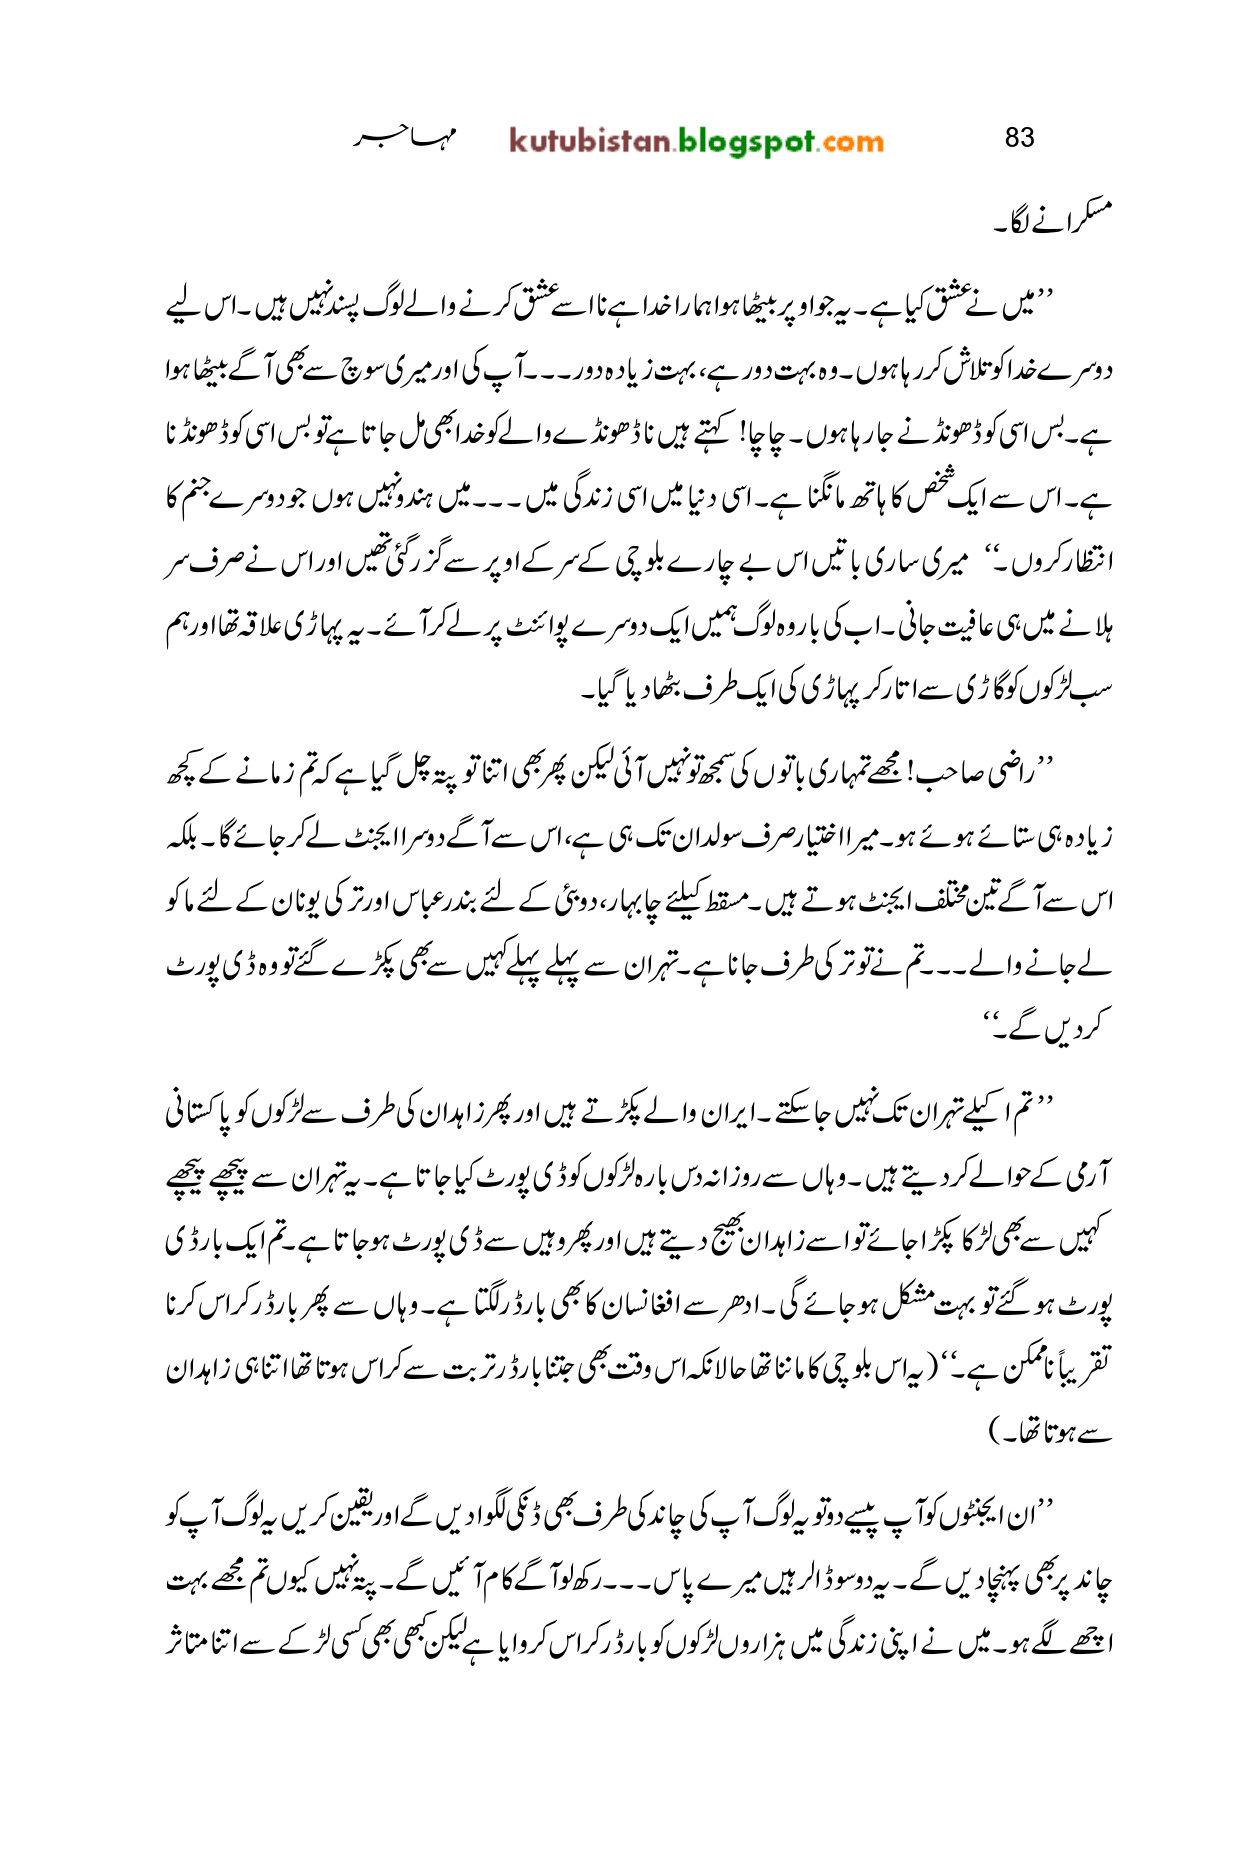 83 kutubistan.blogspot.com مہاجر
مسکرانے لگا۔
’’میں نے عشق کیا ہے۔ یہ جو اوپر بیٹھا ہوا ہمارا خدا ہے نا اسے عشق کرنے والے لوگ پسند نہیں ہیں۔ اس لیے
دوسرے خدا کو تلاش کر رہا ہوں۔ وہ بہت دور ہے، بہت زیادہ دور۔۔۔آپ کی اور میری سوچ سے بھی آگے بیٹھا ہوا
ہے۔ بس اسی کو ڈھونڈنے جا رہا ہوں۔ چاچا! کہتے ہیں نا ڈھونڈے والے کو خدا بھی مل جاتا ہے تو بس اسی کو ڈھونڈنا
ہے۔ اس سے ایک شخص کا ہاتھ مانگنا ہے۔ اسی دنیا میں اسی زندگی میں ۔۔۔ میں ہندو نہیں ہوں جو دوسرے جنم کا
انتظار کروں۔‘‘ میری ساری باتیں اس بے چارے بلوچی کے سر کے اوپر سے گزر گئی تھیں اور اس نے صرف سر
ہلانے میں ہی عافیت جانی۔ اب کی بار وہ لوگ ہمیں ایک دوسرے پوائنٹ پر لے کر آئے۔ یہ پہاڑی علاقہ تھا اور ہم
سب لڑکوں کو گاڑی سے اتار کر پہاڑی کی ایک طرف بٹھا دیا گیا۔
’’راضی صاحب! مجھے تمہاری باتوں کی سمجھ تو نہیں آئی لیکن پھر بھی اتنا تو پتہ چل گیا ہے کہ تم زمانے کے کچھ
زیادہ ہی ستائے ہوئے ہو۔ میرا اختیار صرف سولدان تک ہی ہے، اس سے آگے دوسرا ایجنٹ لے کر جائے گا۔ بلکہ
اس سے آگے تین مختلف ایجنٹ ہوتے ہیں۔ مسقط کیلئے چابہار، دوبئی کے لئے بندر عباس اور ترکی یونان کے لئے ماکو
لے جانے والے۔۔۔ تم نے تو ترکی طرف جانا ہے۔ تہران سے پہلے پہلے کہیں سے بھی پکڑے گئے تو وہ ڈی پورٹ
کردیں گے۔‘‘
’’تم اکیلے تہران تک نہیں جا سکتے۔ ایران والے پکڑتے ہیں اور پھر زاہدان کی طرف سے لڑکوں کو پاکستانی
آرمی کے حوالے کردیتے ہیں۔ وہاں سے روزانہ دس بارہ لڑکوں کو ڈی پورٹ کیا جاتا ہے۔ یہ تہران سے پیچھے پیچھے
کہیں سے بھی لڑکا پکڑا جائے تو اسے زاہدان بھیج دیتے ہیں اور پھر وہیں سے ڈی پورٹ ہوجاتا ہے۔ تم ایک بار ڈی
پورٹ ہو گئے تو بہت مشکل ہو جائے گی۔ ادھر سے افغانسان کا بھی بارڈر لگتا ہے۔ وہاں سے پھر بارڈر کراس کرنا
تقریباً ناممکن ہے۔‘‘ (یہ اس بلوچی کا ماننا تھا حالانکہ اس وقت بھی جتنا بارڈر تربت سے کراس ہوتا تھا اتنا ہی زاہدان
سے ہوتا تھا۔)
’’ان ایجنٹوں کو آپ پیسے دو تو یہ لوگ آپ کی چاند کی طرف بھی ڈنکی لگوا دیں گے اور یقین کریں یہ لوگ آپ کو
چاند پر بھی پہنچا دیں گے۔ یہ دو سو ڈالر ہیں میرے پاس۔۔۔ رکھ لو آگے کام آئیں گے۔ پتہ نہیں کیوں تم مجھے بہت
اچھے لگے ہو۔ میں نے اپنی زندگی میں ہزاروں لڑکوں کو بارڈر کراس کروایا ہے لیکن کبھی بھی کسی لڑکے سے اتنا متاثر